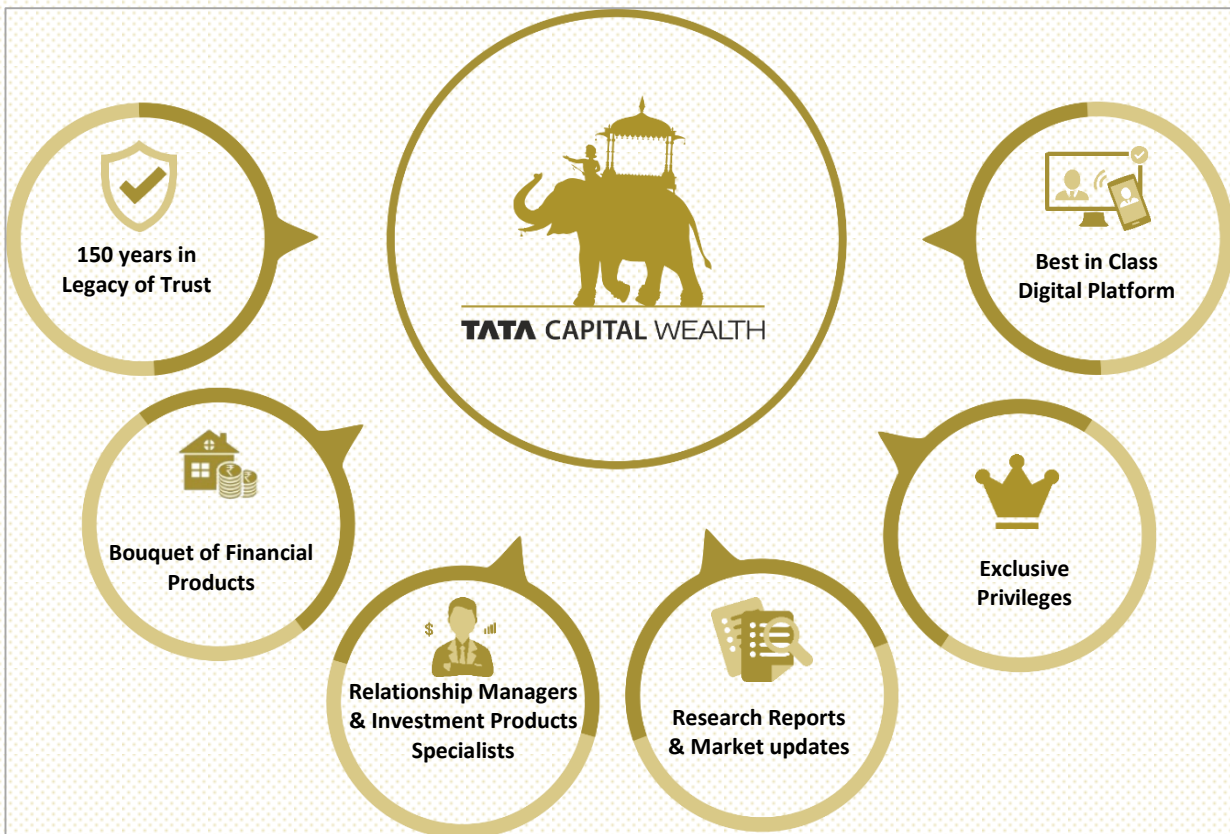 TATA CAPITAL WEALTH
150 years in
Legacy of Trust
Bouquet of Financial
Products
$
Relationship Managers
& Investment Products
Specialists
Research Reports
& Market updates
Exclusive
Privileges
Best in Class
Digital Platform